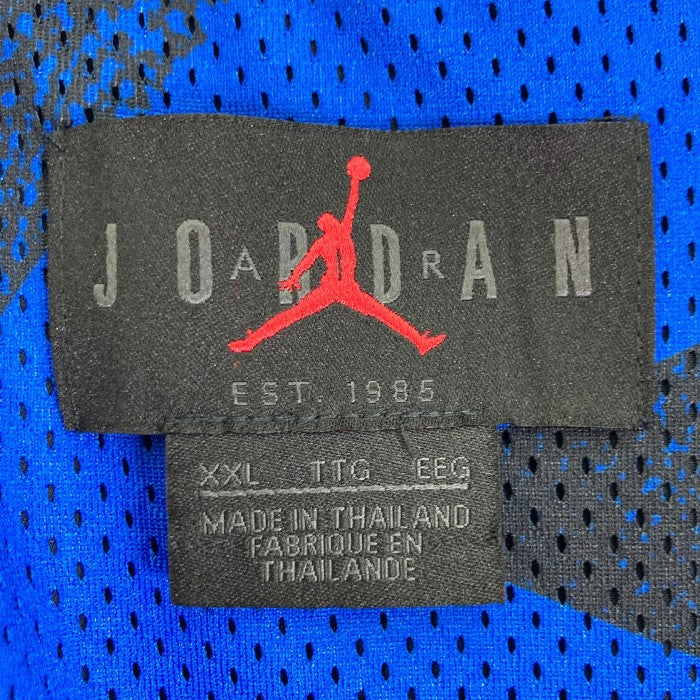 JORDAN
AIR
EST. 1985
XXL TTG EEG
MADE IN THAILAND
FABRIQUE EN
THAILANDE